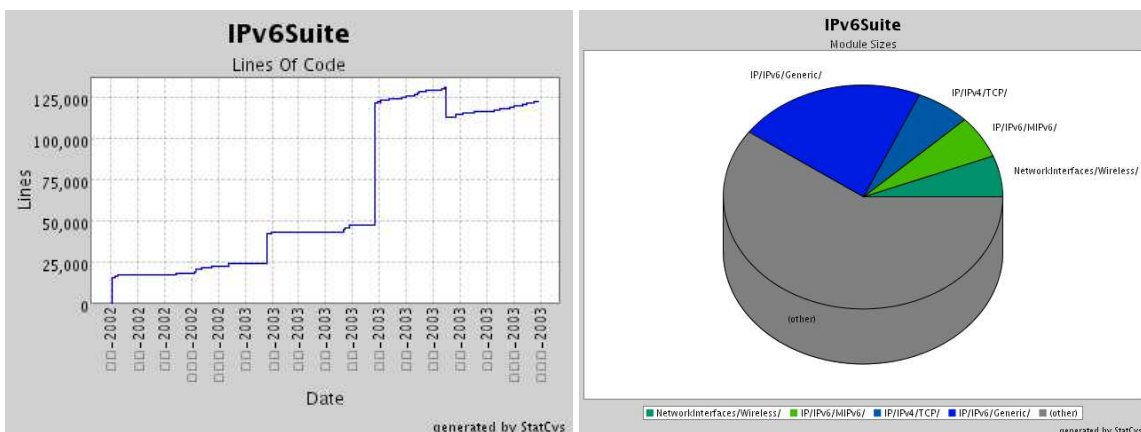 IPv6Suite
Lines Of Code
Lines
125,000
100,000
75,000
50,000
25,000
0
□□-2002
□□-2002
□□-2002
□□□-2002
□□□-2002
□□-2003
□□-2003
□□-2003
□□-2003
□□-2003
□□-2003
□□-2003
□□-2003
□□-2003
□□-2003
□□□-2003
□□□-2003
Date
generated by StatCvs
IPv6Suite
Module Sizes
IP/IPv6/Generic/
IP/IPv4/TCP/
IP/IPv6/MIPv6/
NetworkInterfaces/Wireless/
(other)
NetworkInterfaces/Wireless/ IP/IPv6/MIPv6/ IP/IPv4/TCP/ IP/IPv6/Generic/ (other)
generated by StatCvs